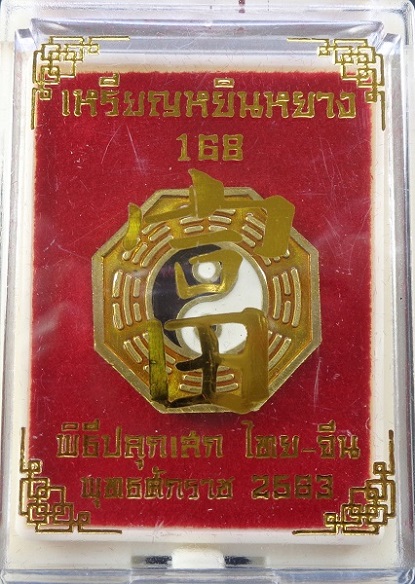 เหรียญหยินหยาง
168
富
พิธีปลุกเสก ไทย-จีน
พุทธศักราช 2563